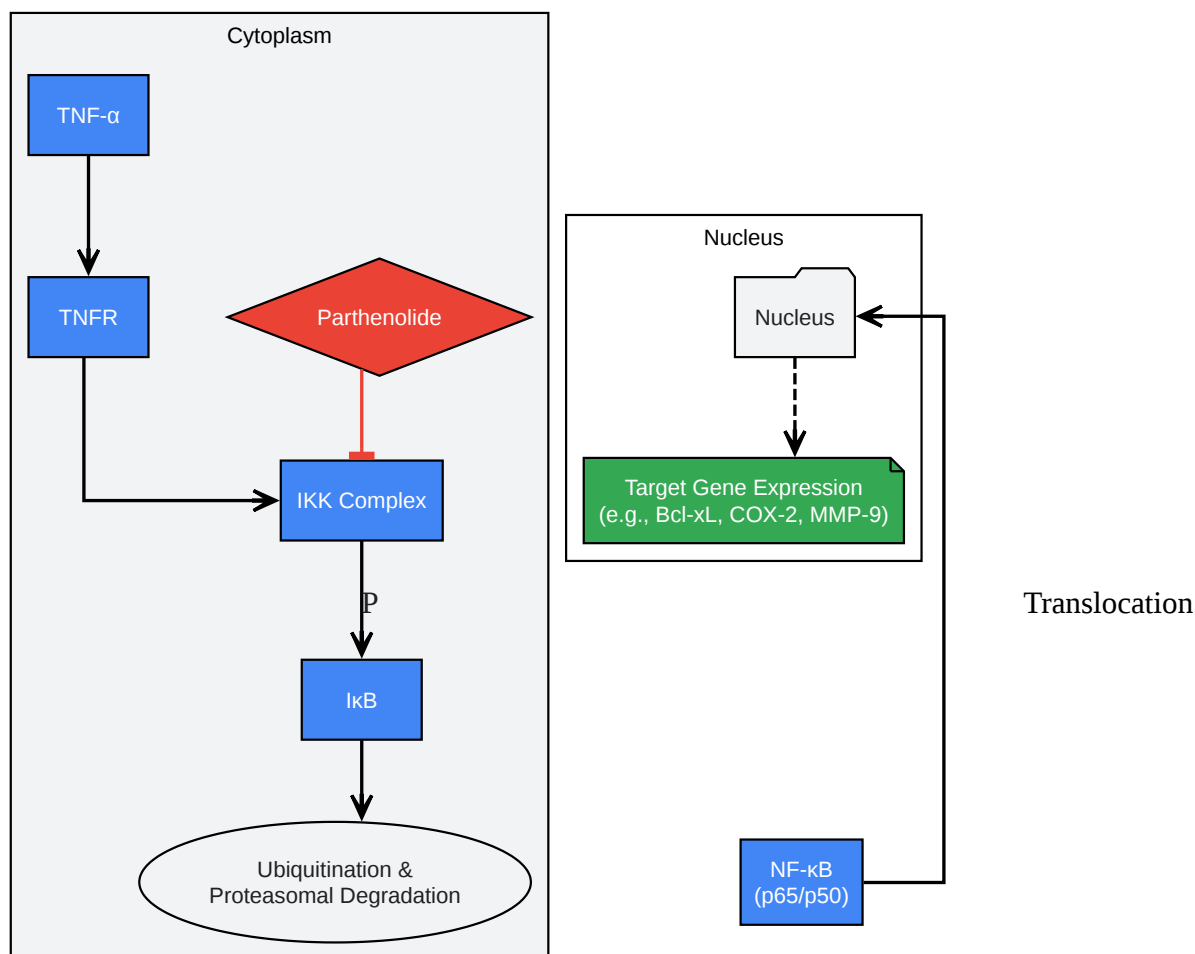 Cytoplasm
TNF-α
TNFR
Parthenolide
IKK Complex
P
IκB
Ubiquitination &
Proteasomal Degradation
Nucleus
Nucleus
Target Gene Expression
(e.g., Bcl-xL, COX-2, MMP-9)
Translocation
NF-κB
(p65/p50)